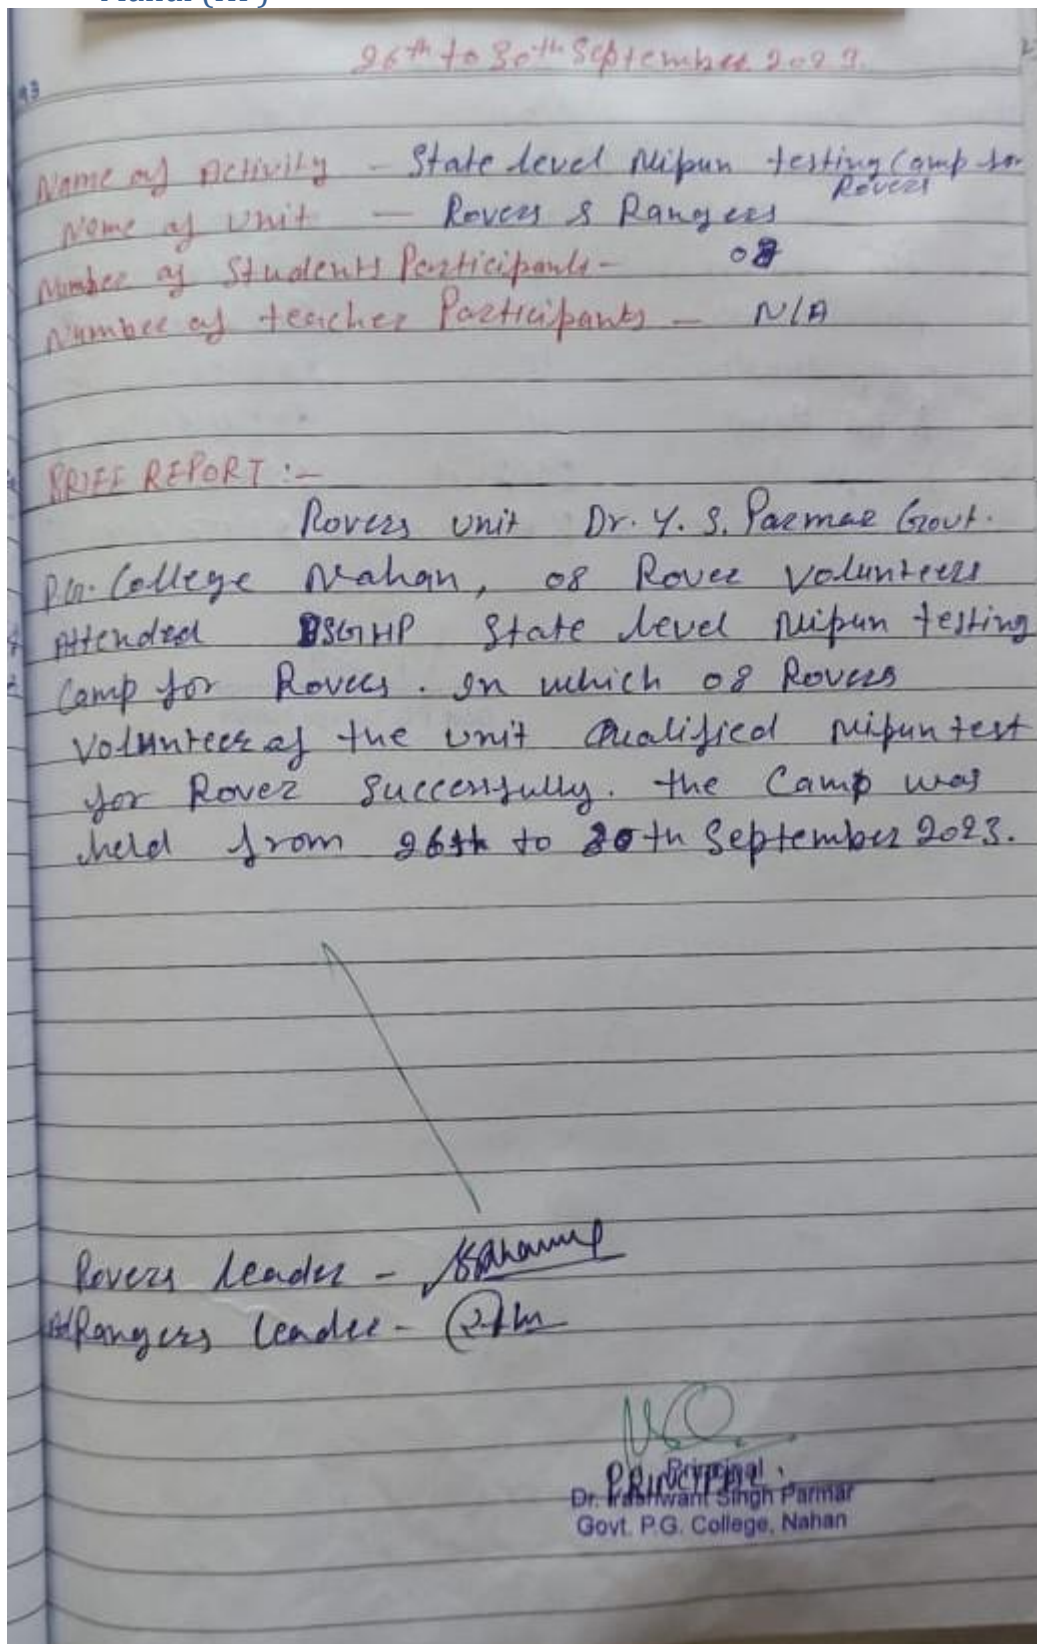 26th to 30th September 2023.
Name of Activity - State level Nipun testing Camp for
Rovers
Name of Unit - Rovers & Rangers
Number of Students Participants - 08
Number of teacher Participants - N/A
BRIEF REPORT :-
Rovers unit Dr. Y. S. Parmar Govt.
P.G. College Nahan, 08 Rover Volunteers
Attended BSGHP State level Nipun testing
Camp for Rovers. In which 08 Rovers
Volunteer of the unit Qualified Nipun test
for Rover Successfully. the Camp was
held from 26th to 30th September 2023.
Rovers leader -
Rangers leader -
PRINCIPAL
Principal
Dr. Yashwant Singh Parmar
Govt. P.G. College, Nahan